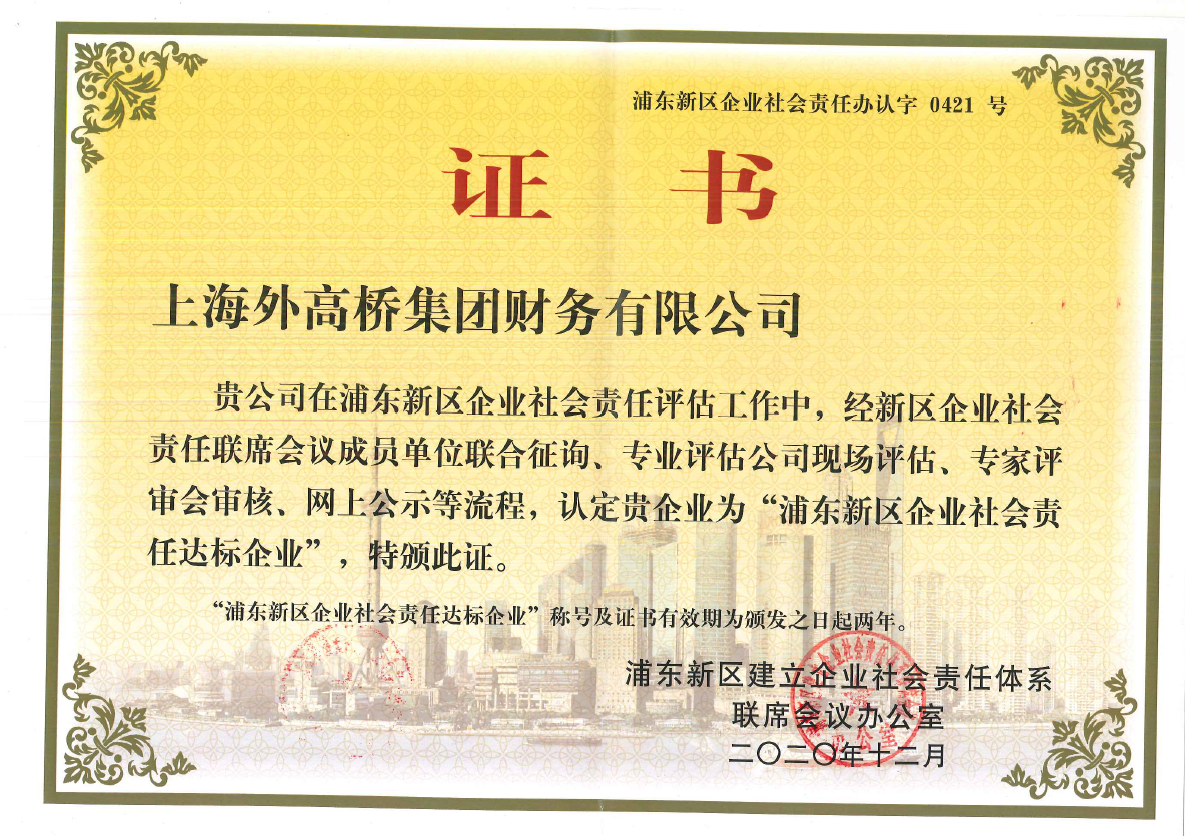 浦东新区企业社会责任办认字 0421 号
证 书
上海外高桥集团财务有限公司
贵公司在浦东新区企业社会责任评估工作中，经新区企业社会
责任联席会议成员单位联合征询、专业评估公司现场评估、专家评
审会审核、网上公示等流程，认定贵企业为“浦东新区企业社会责
任达标企业”，特颁此证。
“浦东新区企业社会责任达标企业”称号及证书有效期为颁发之日起两年。
浦东新区建立企业社会责任体系
联席会议办公室
二〇二〇年十二月